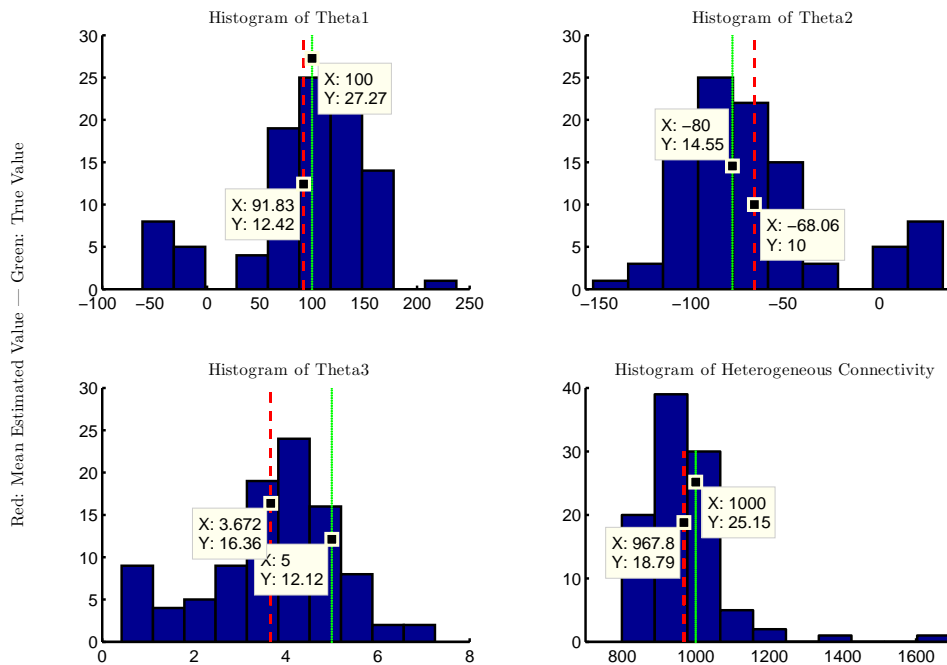 Red: Mean Estimated Value — Green: True Value
Histogram of Theta1
30
25
20
15
10
5
0
−100 −50 0 50 100 150 200 250
X: 100
Y: 27.27
X: 91.83
Y: 12.42
Histogram of Theta2
30
25
20
15
10
5
0
−150 −100 −50 0
X: −80
Y: 14.55
X: −68.06
Y: 10
Histogram of Theta3
30
25
20
15
10
5
0
0 2 4 6 8
X: 3.672
Y: 16.36
X: 5
Y: 12.12
Histogram of Heterogeneous Connectivity
40
30
20
10
0
800 1000 1200 1400 1600
X: 1000
Y: 25.15
X: 967.8
Y: 18.79